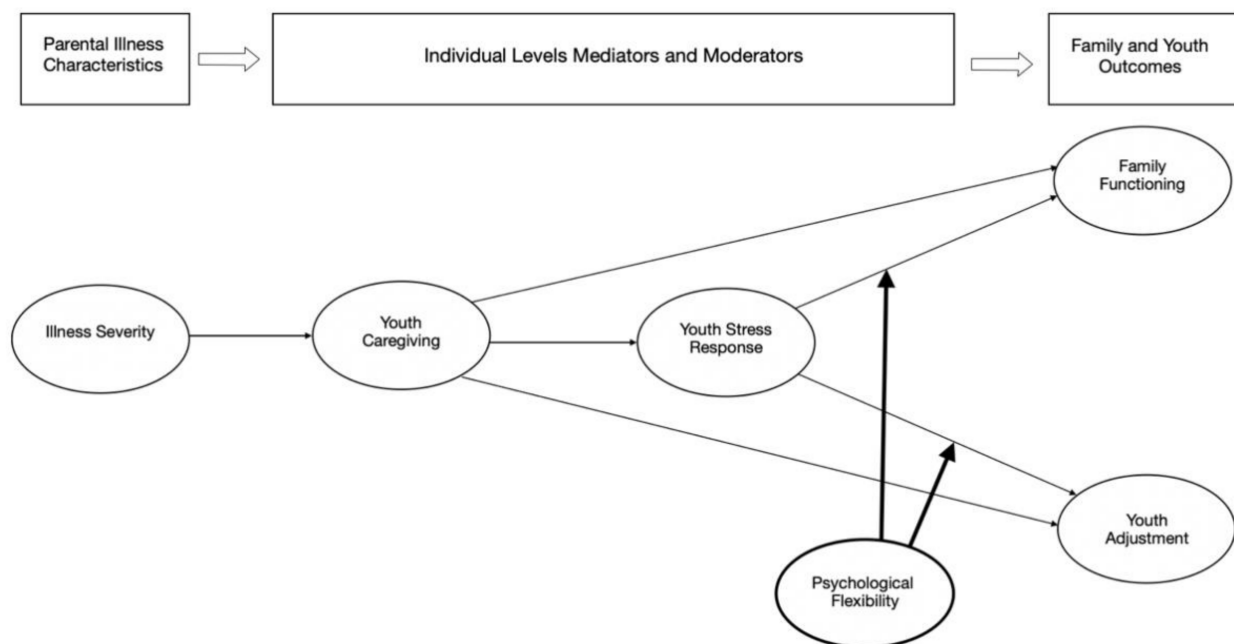 Parental Illness
Characteristics
Individual Levels Mediators and Moderators
Family and Youth
Outcomes
Family
Functioning
Illness Severity
Youth
Caregiving
Youth Stress
Response
Youth
Adjustment
Psychological
Flexibility